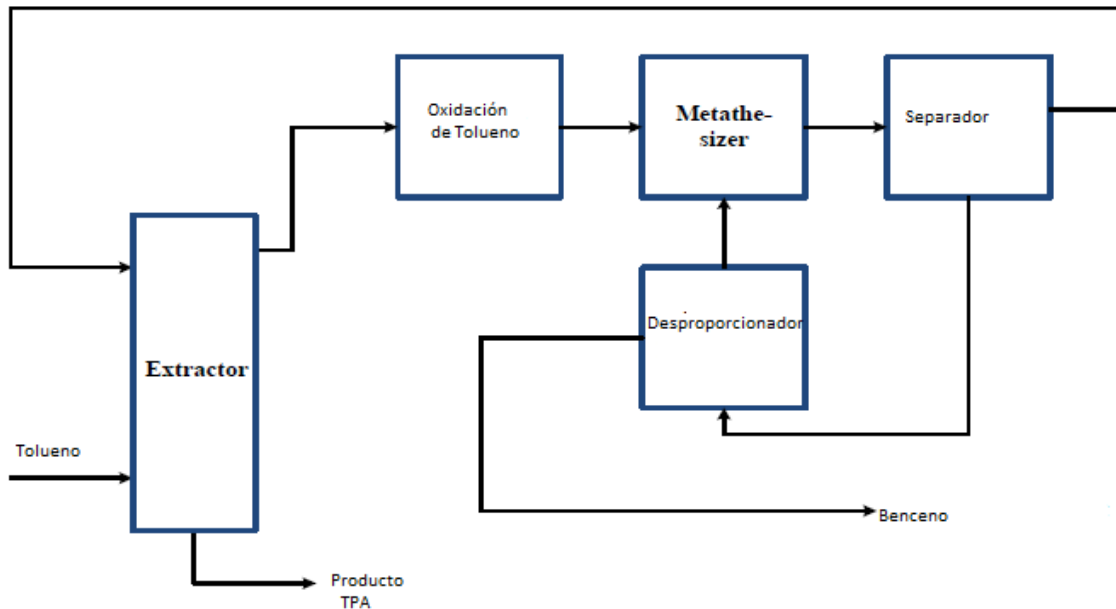 Oxidación
de Tolueno
Metathe-
sizer
Separador
Desproporcionador
Extractor
Tolueno
Benceno
Producto
TPA